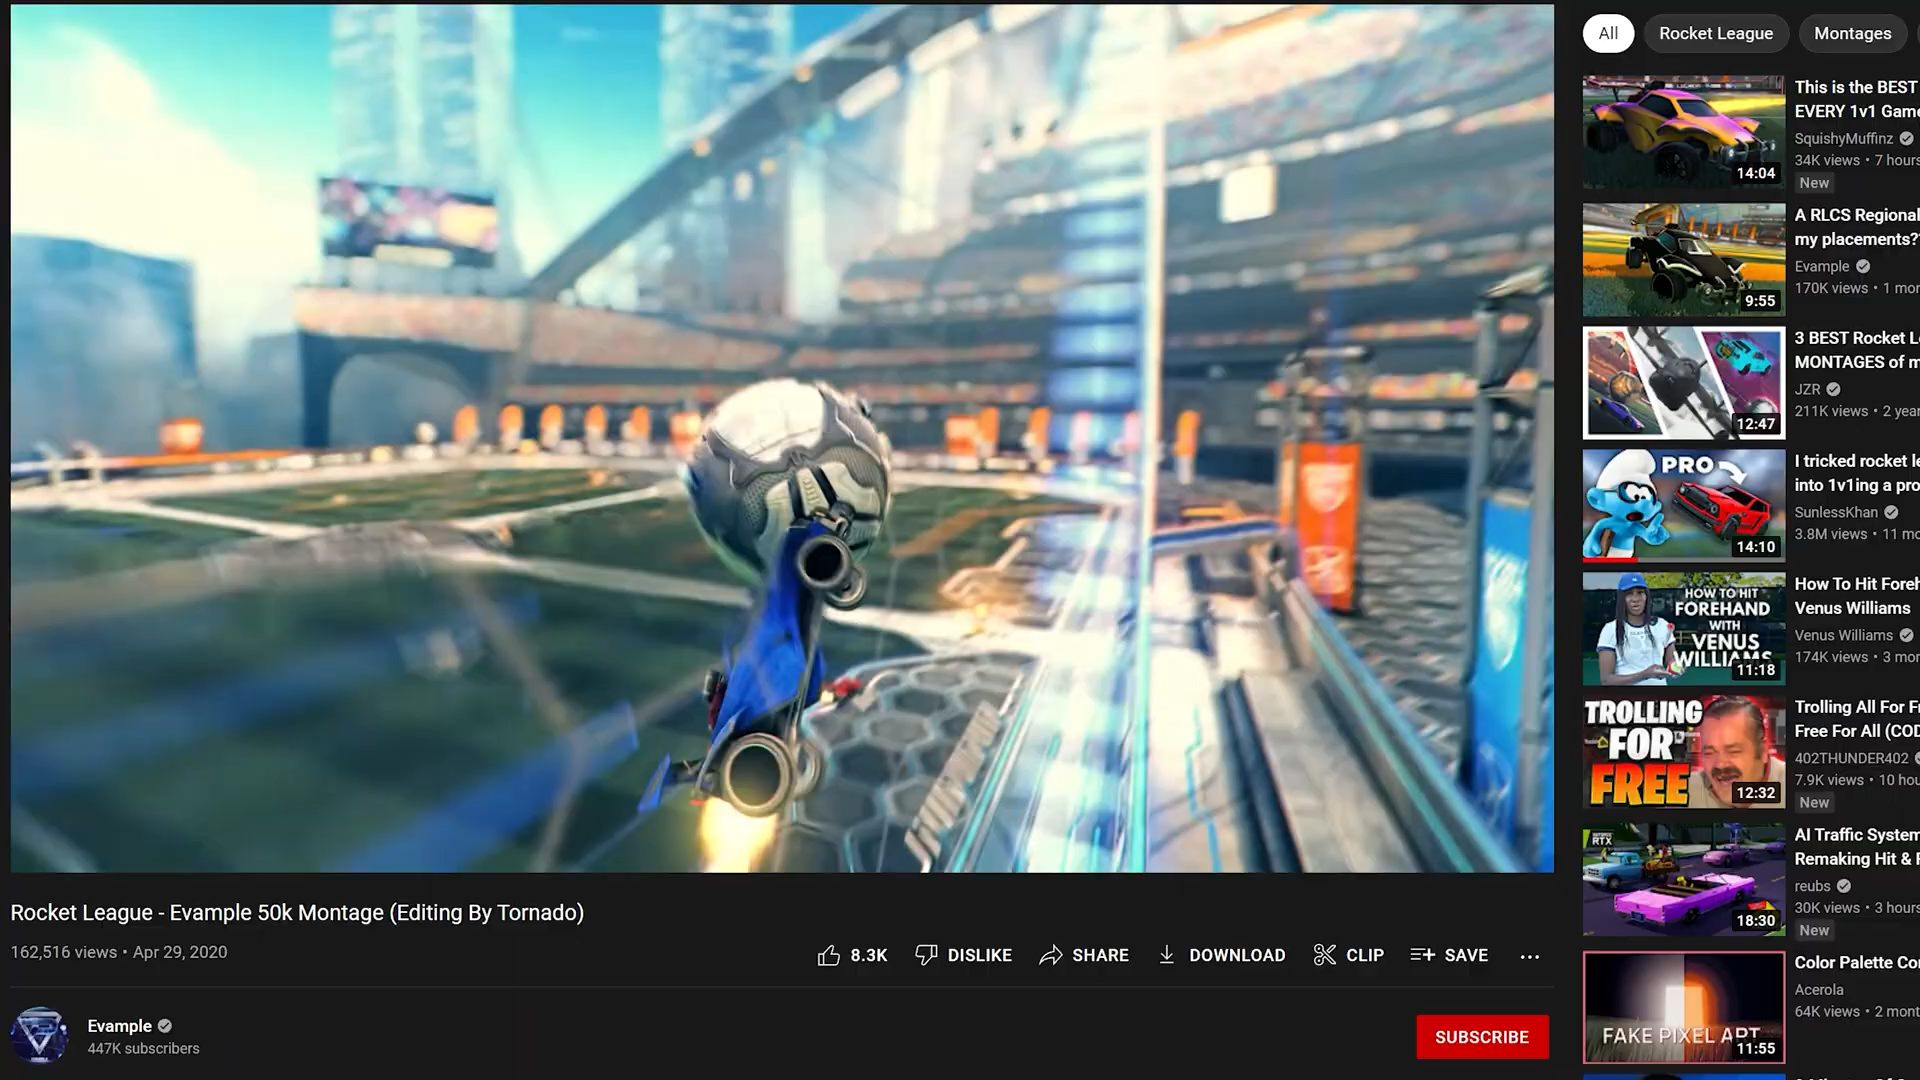 All
Rocket League
Montages
This is the BEST
EVERY 1v1 Game
SquishyMuffinz
34K views • 7 hours
New
14:04
A RLCS Regional
my placements?
Evample
170K views • 1 mon
9:55
3 BEST Rocket L
MONTAGES of m
JZR
211K views • 2 year
12:47
PRO
I tricked rocket le
into 1v1ing a pro
SunlessKhan
3.8M views • 11 mo
14:10
HOW TO HIT
FOREHAND
WITH
VENUS
WILLIAMS
11:18
How To Hit Foreh
Venus Williams
Venus Williams
174K views • 3 mon
TROLLING
FOR
FREE
12:32
Trolling All For Fr
Free For All (COD
402THUNDER402
7.9K views • 10 hou
New
RTX
18:30
AI Traffic System
Remaking Hit & R
reubs
30K views • 3 hours
New
FAKE PIXEL ART
11:55
Color Palette Co
Acerola
64K views • 2 mont
Rocket League - Evample 50k Montage (Editing By Tornado)
162,516 views • Apr 29, 2020
8.3K
DISLIKE
SHARE
DOWNLOAD
CLIP
SAVE
Evample
447K subscribers
SUBSCRIBE